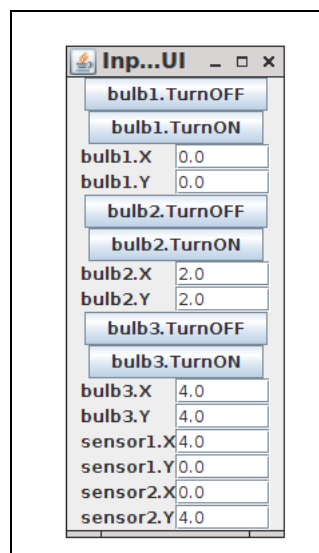 Inp...UI
bulb1.TurnOFF
bulb1.TurnON
bulb1.X 0.0
bulb1.Y 0.0
bulb2.TurnOFF
bulb2.TurnON
bulb2.X 2.0
bulb2.Y 2.0
bulb3.TurnOFF
bulb3.TurnON
bulb3.X 4.0
bulb3.Y 4.0
sensor1.X 4.0
sensor1.Y 0.0
sensor2.X 0.0
sensor2.Y 4.0